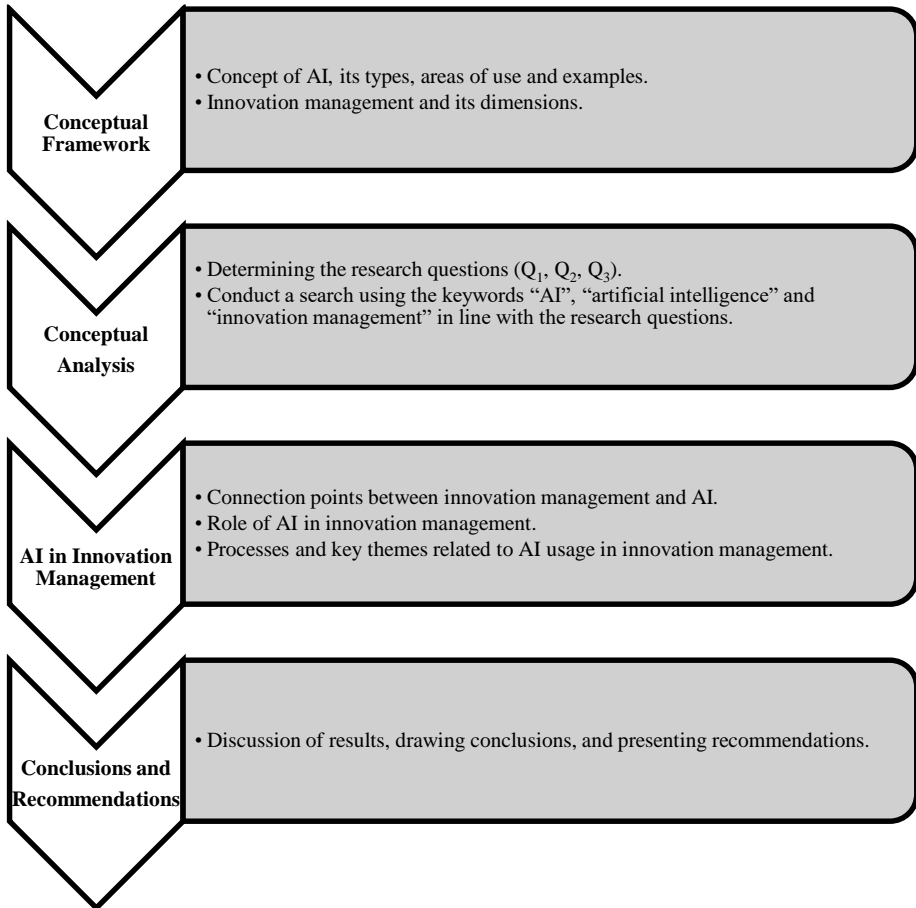 Conceptual
Framework
• Concept of AI, its types, areas of use and examples.
• Innovation management and its dimensions.
Conceptual
Analysis
• Determining the research questions (Q₁, Q₂, Q₃).
• Conduct a search using the keywords “AI”, “artificial intelligence” and
“innovation management” in line with the research questions.
AI in Innovation
Management
• Connection points between innovation management and AI.
• Role of AI in innovation management.
• Processes and key themes related to AI usage in innovation management.
Conclusions and
Recommendations
• Discussion of results, drawing conclusions, and presenting recommendations.